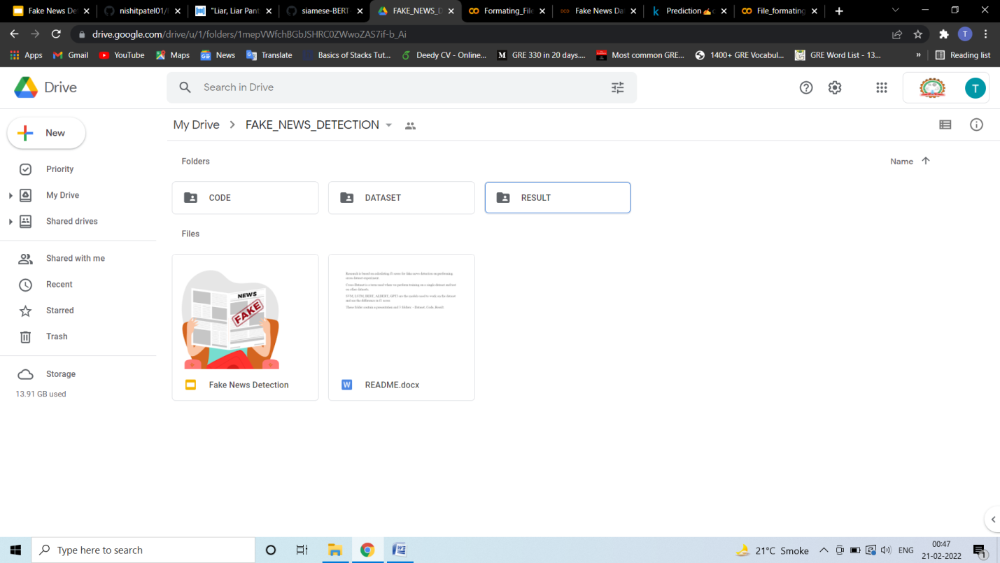 Fake News De
nishitpatel01/
"Liar, Liar Pant
siamese-BERT
FAKE_NEWS_D
Formating_File
DCD
Fake News Da
k
Prediction
File_formating
drive.google.com/drive/u/1/folders/1mepVWfchBGbJSHRC0ZWwoZAS7if-b_Ai
T
Apps
Gmail
YouTube
Maps
News
Translate
Basics of Stacks Tut...
Deedy CV - Online...
M
GRE 330 in 20 days....
Most common GRE...
1400+ GRE Vocabul...
GRE Word List - 13...
»
Reading list
Drive
Search in Drive
T
New
My Drive
FAKE_NEWS_DETECTION
Priority
My Drive
Shared drives
Shared with me
Recent
Starred
Trash
Storage
13.91 GB used
Folders
Name
CODE
DATASET
RESULT
Files
NEWS
FAKE
Fake News Detection
Research is based on calculating f1 score for fake news detection on performing
cross dataset experiment.
Cross-Dataset is a term used when we perform training on a single dataset and test
on other datasets.
SVM, LSTM, BERT, ALBERT, GPT3 are the models used to work on the dataset
and see the difference in f1 score.
These folder contain a presentation and 3 folders – Dataset, Code, Result.
W
README.docx
Type here to search
21°C Smoke
ENG
00:47
21-02-2022
1